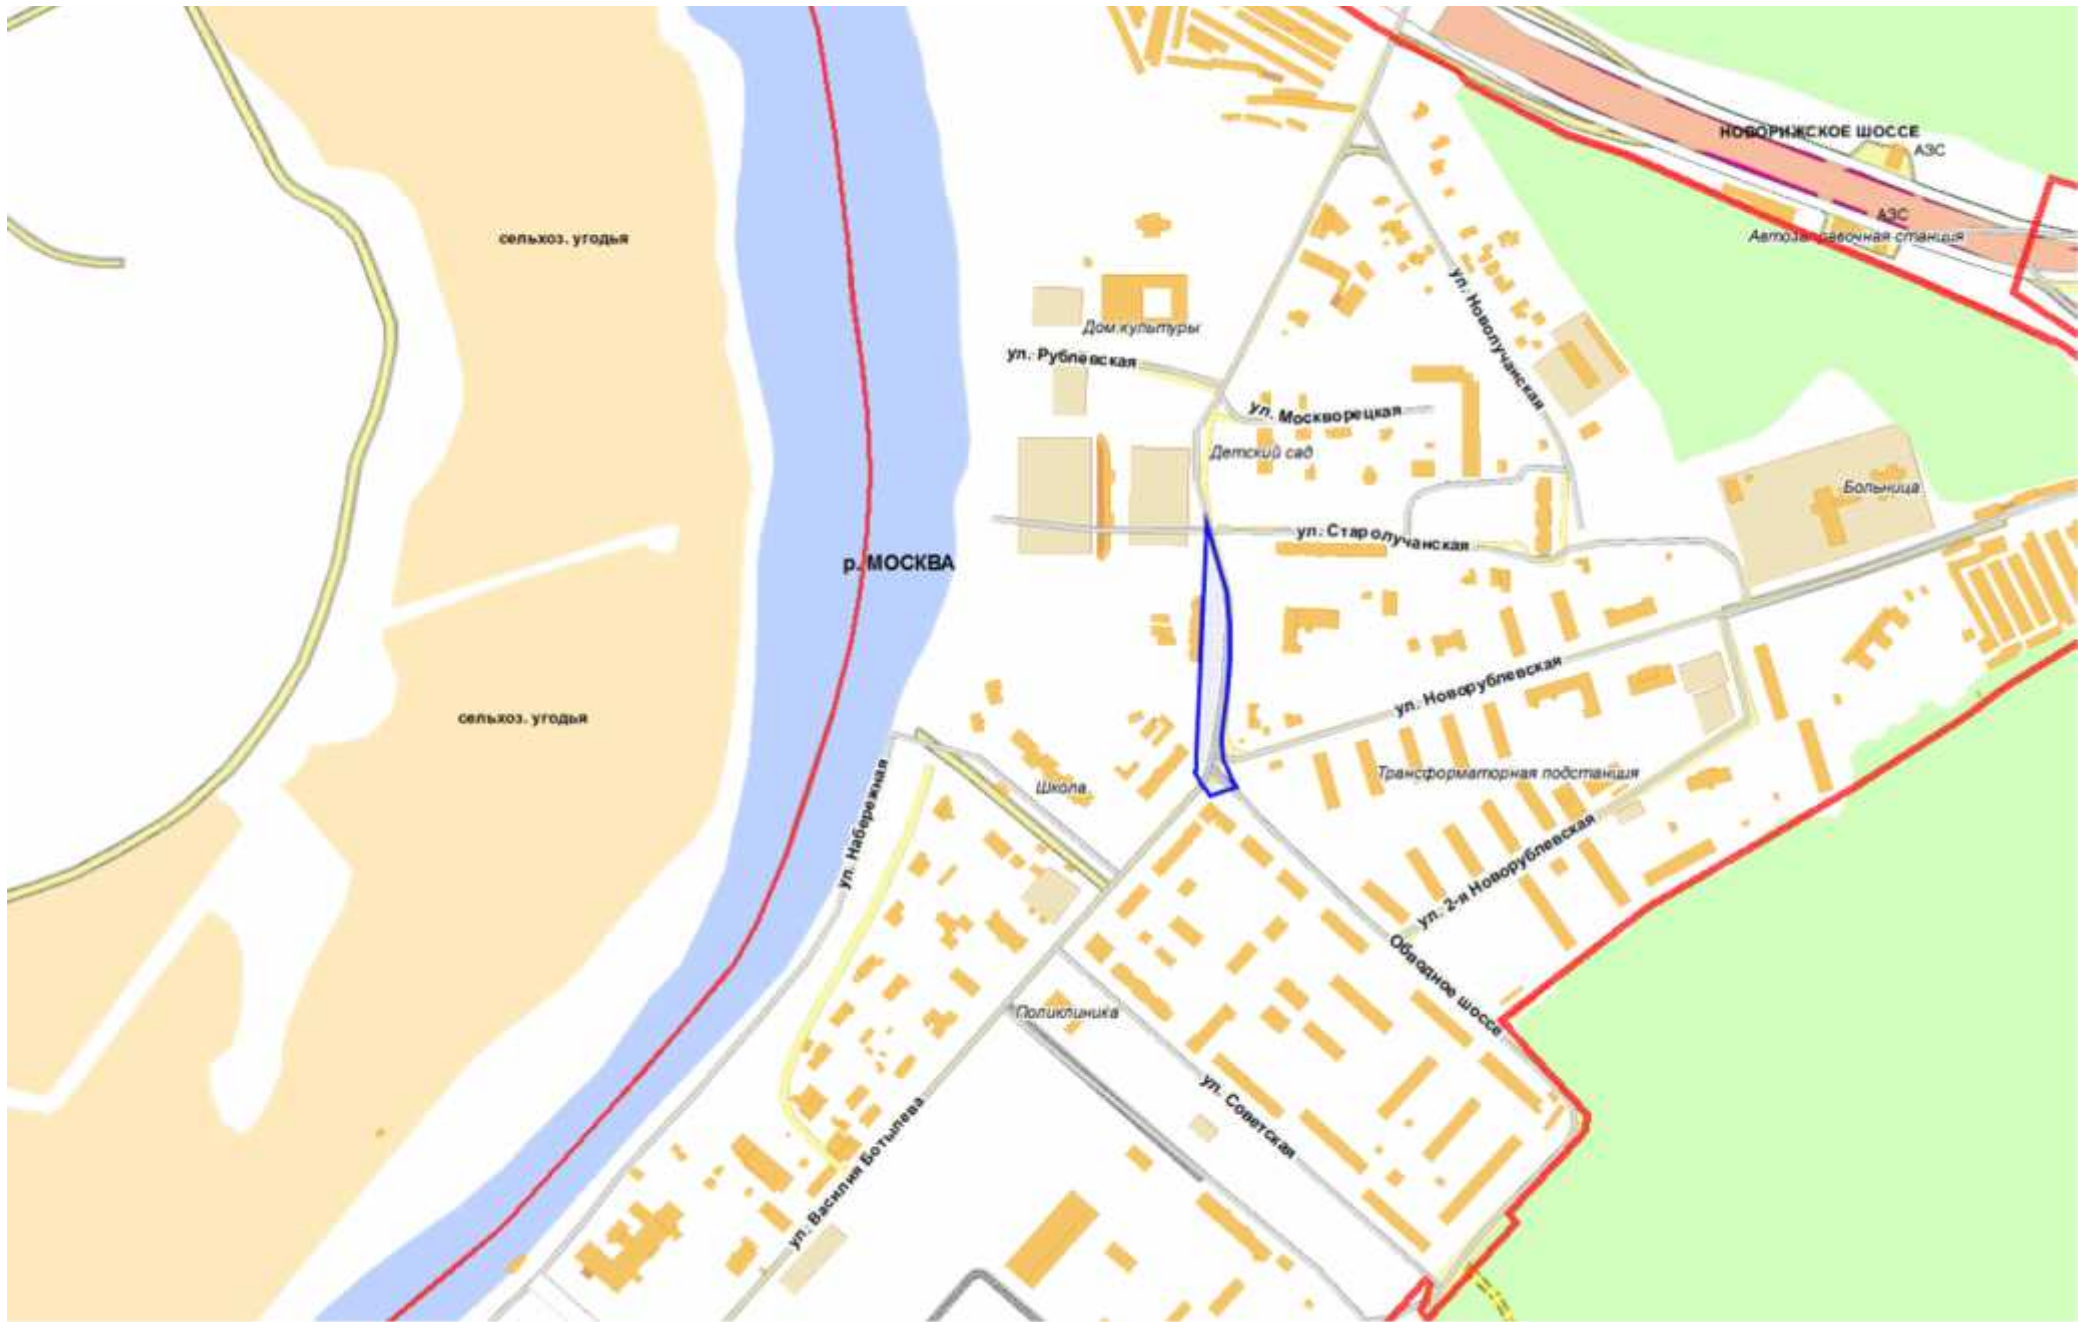 НОВОРИЖСКОЕ ШОССЕ
АЗС
АЗС
Автозаправочная станция
сельхоз. угодья
ул. Новолучанская
Дом культуры
ул. Рублевская
ул. Москворецкая
Детский сад
Больница
ул. Старолучанская
р. МОСКВА
ул. Новорублевская
сельхоз. угодья
Трансформаторная подстанция
Школа
ул. Набережная
ул. 2-я Новорублевская
Обводное шоссе
Поликлиника
ул. Советская
ул. Василия Ботылева